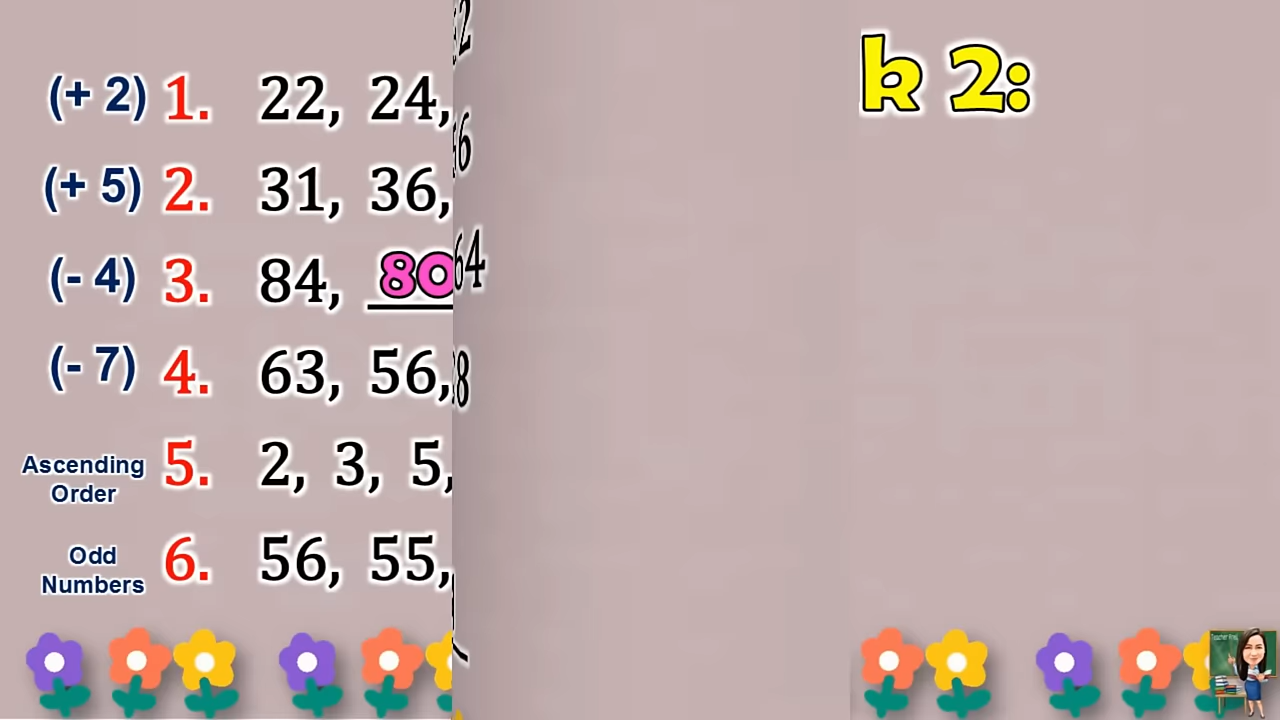 k 2:
(+ 2) 1. 22, 24,
(+ 5) 2. 31, 36,
(- 4) 3. 84, 80 64
(- 7) 4. 63, 56,
Ascending
Order
5. 2, 3, 5,
Odd
Numbers
6. 56, 55,